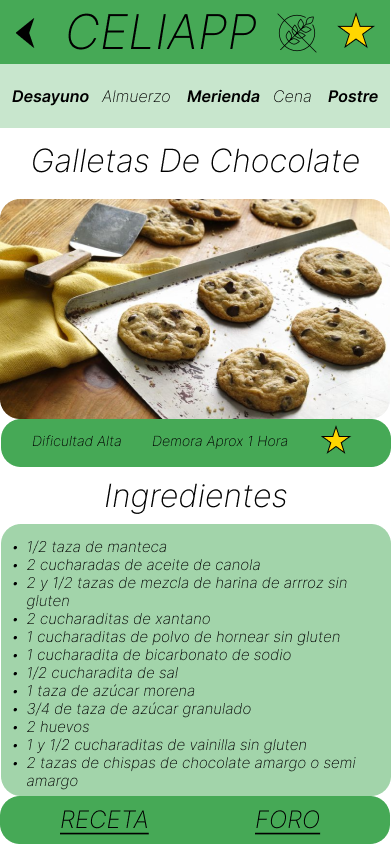 CELIAPP
Desayuno Almuerzo Merienda Cena Postre
Galletas De Chocolate
Dificultad Alta Demora Aprox 1 Hora
Ingredientes
• 1/2 taza de manteca
• 2 cucharadas de aceite de canola
• 2 y 1/2 tazas de mezcla de harina de arrroz sin
gluten
• 2 cucharaditas de xantano
• 1 cucharaditas de polvo de hornear sin gluten
• 1 cucharadita de bicarbonato de sodio
• 1/2 cucharadita de sal
• 1 taza de azúcar morena
• 3/4 de taza de azúcar granulado
• 2 huevos
• 1 y 1/2 cucharaditas de vainilla sin gluten
• 2 tazas de chispas de chocolate amargo o semi
amargo
RECETA FORO